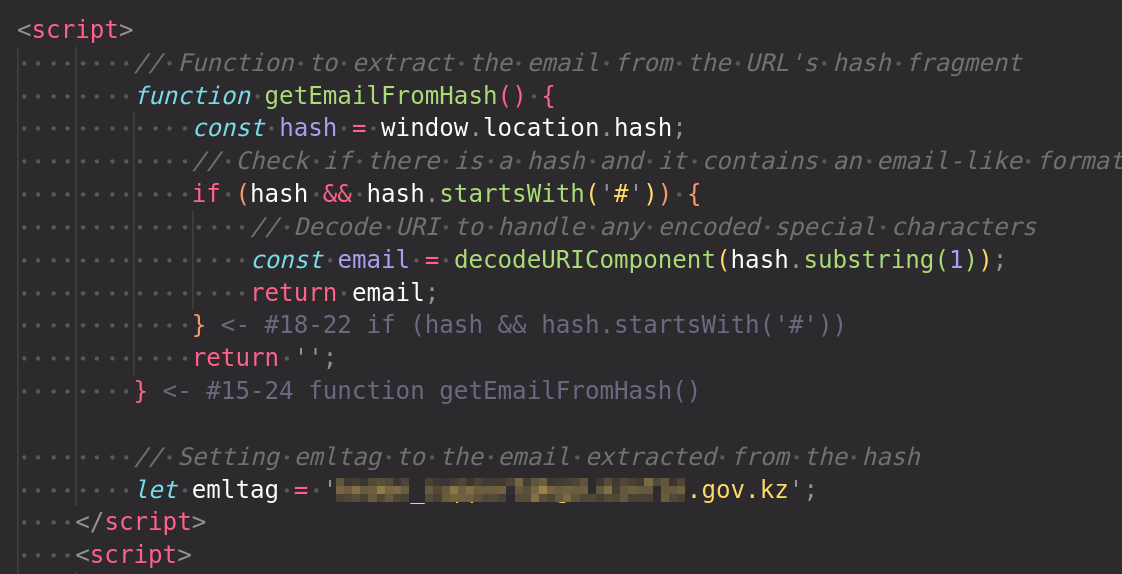 <script>
// Function to extract the email from the URL's hash fragment
function getEmailFromHash() {
const hash = window.location.hash;
// Check if there is a hash and it contains an email-like format
if (hash && hash.startsWith('#')) {
// Decode URI to handle any encoded special characters
const email = decodeURIComponent(hash.substring(1));
return email;
} <- #18-22 if (hash && hash.startsWith('#'))
return '';
} <- #15-24 function getEmailFromHash()
// Setting emltag to the email extracted from the hash
let emltag = '.gov.kz';
</script>
<script>